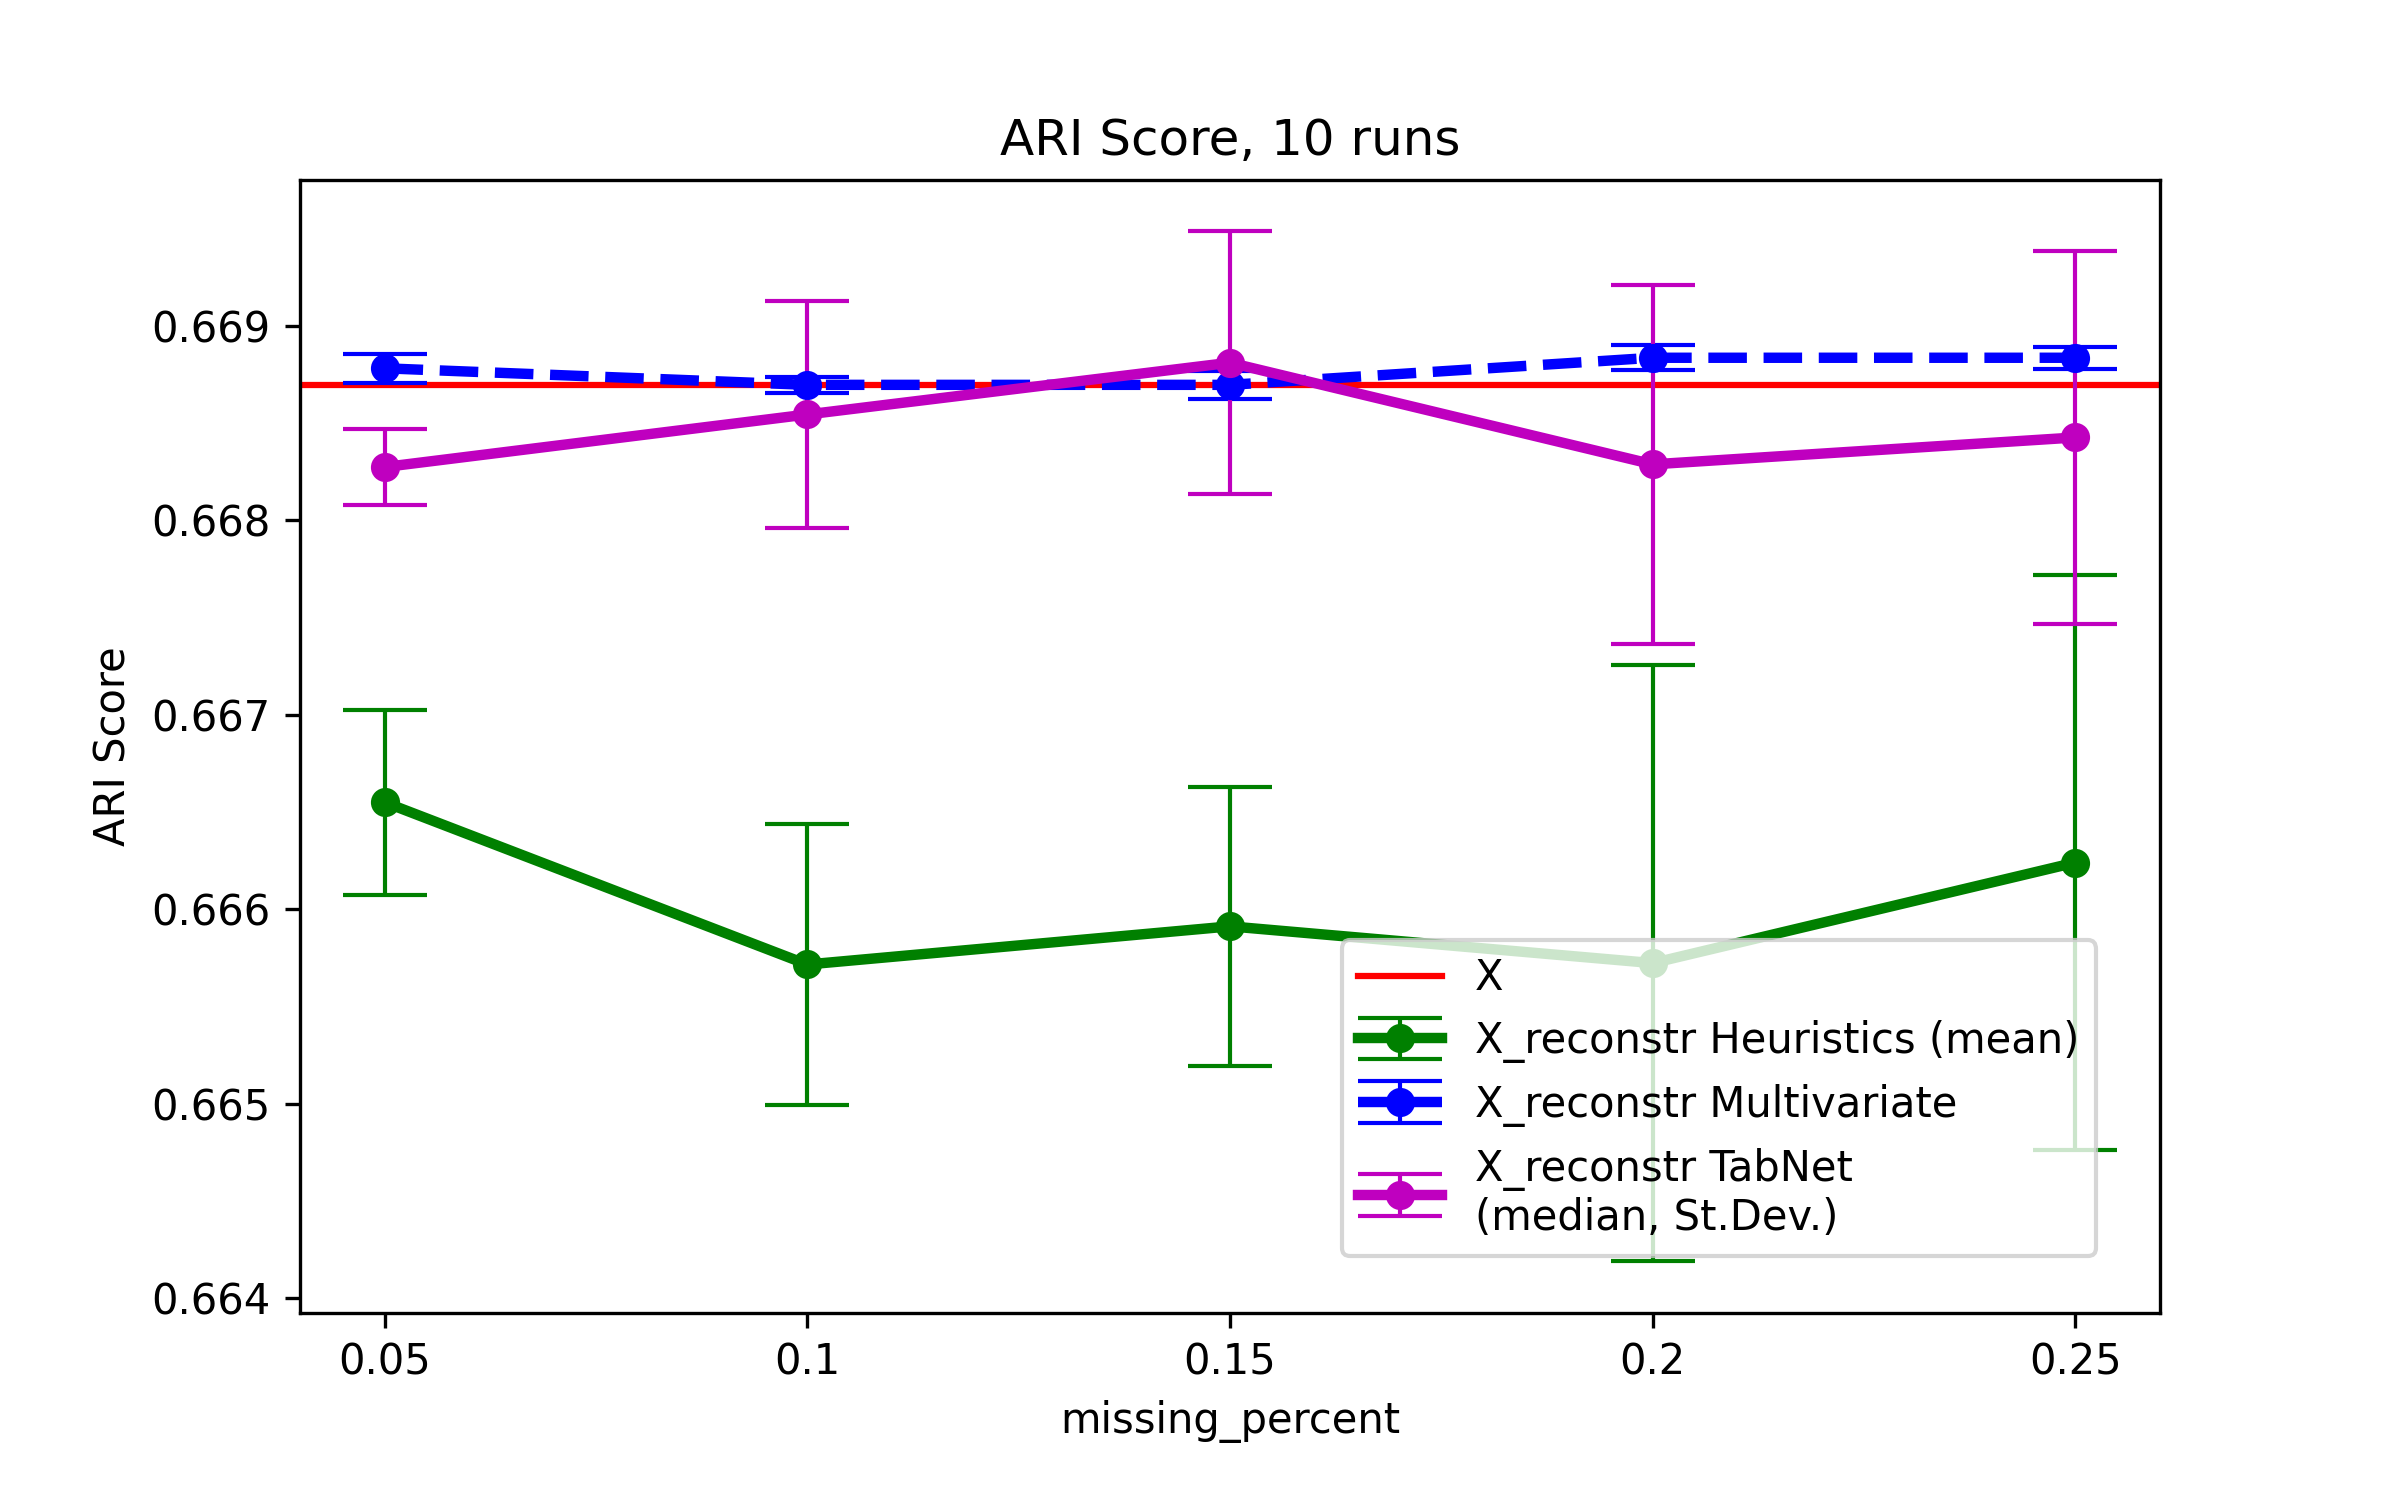 ARI Score, 10 runs
ARI Score
0.669
0.668
0.667
0.666
0.665
0.664
X
X_reconstr Heuristics (mean)
X_reconstr Multivariate
X_reconstr TabNet
(median, St.Dev.)
0.05 0.1 0.15 0.2 0.25
missing_percent